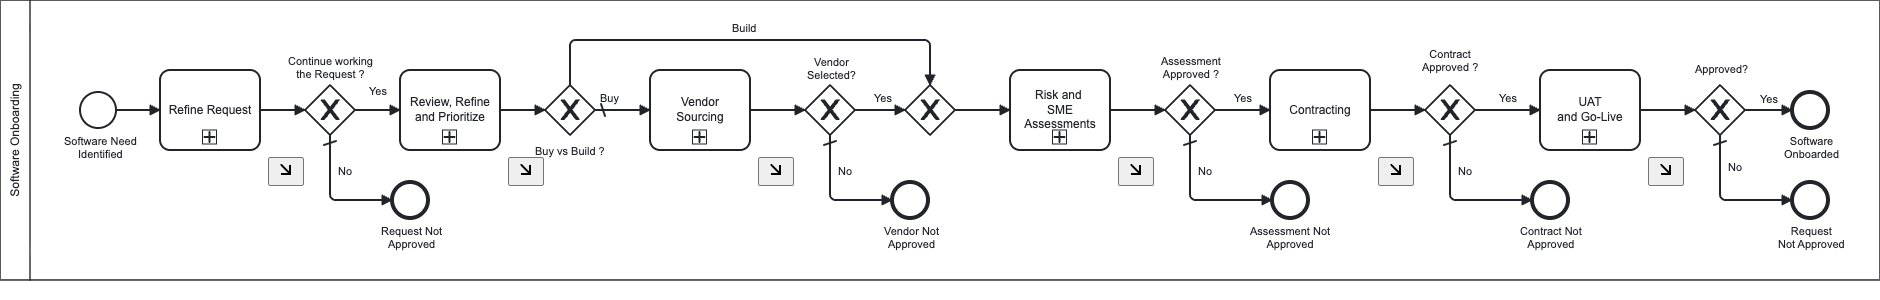 Software Onboarding
Software Need
Identified
Refine Request
Continue working
the Request ?
Yes
No
Request Not
Approved
Review, Refine
and Prioritize
Buy vs Build ?
Build
Buy
Vendor
Sourcing
Vendor
Selected?
Yes
No
Vendor Not
Approved
Risk and
SME
Assessments
Assessment
Approved ?
Yes
No
Assessment Not
Approved
Contracting
Contract
Approved ?
Yes
No
Contract Not
Approved
UAT
and Go-Live
Approved?
Yes
Software
Onboarded
No
Request
Not Approved